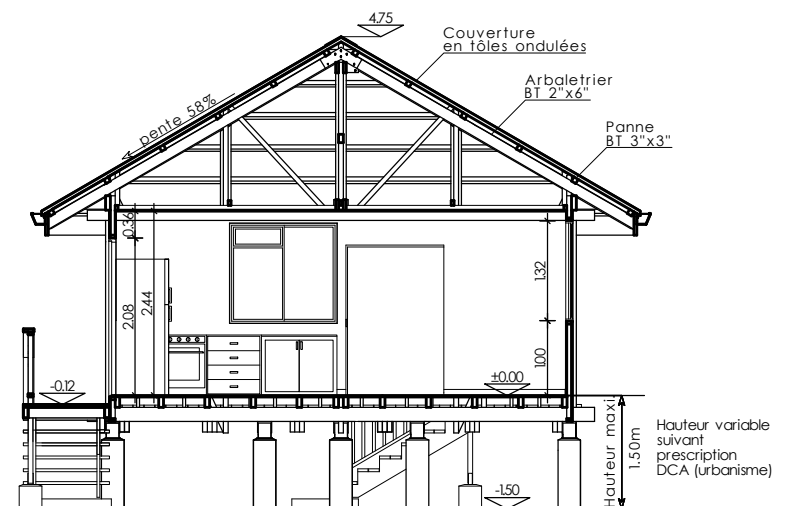 4.75
Couverture
en tôles ondulées
Arbaletrier
BT 2"x6"
Panne
BT 3"x3"
pente 58%
0.36
2.08
2.44
1.32
1.00
-0.12
±0.00
Hauteur maxi.
1.50m
Hauteur variable
suivant
prescription
DCA (urbanisme)
-1.50